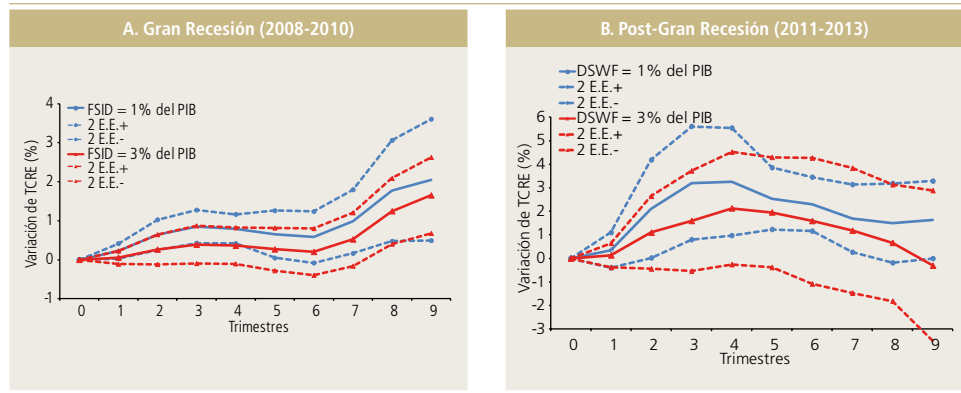 A. Gran Recesión (2008-2010)
Variación de TCRE (%)
4
3
2
1
0
-1
FSID = 1% del PIB
2 E.E.+
2 E.E.-
FSID = 3% del PIB
2 E.E.+
2 E.E.-
0 1 2 3 4 5 6 7 8 9
Trimestres
B. Post-Gran Recesión (2011-2013)
Variación de TCRE (%)
6
5
4
3
2
1
0
-1
-2
-3
DSWF = 1% del PIB
2 E.E.+
2 E.E.-
DSWF = 3% del PIB
2 E.E.+
2 E.E.-
0 1 2 3 4 5 6 7 8 9
Trimestres